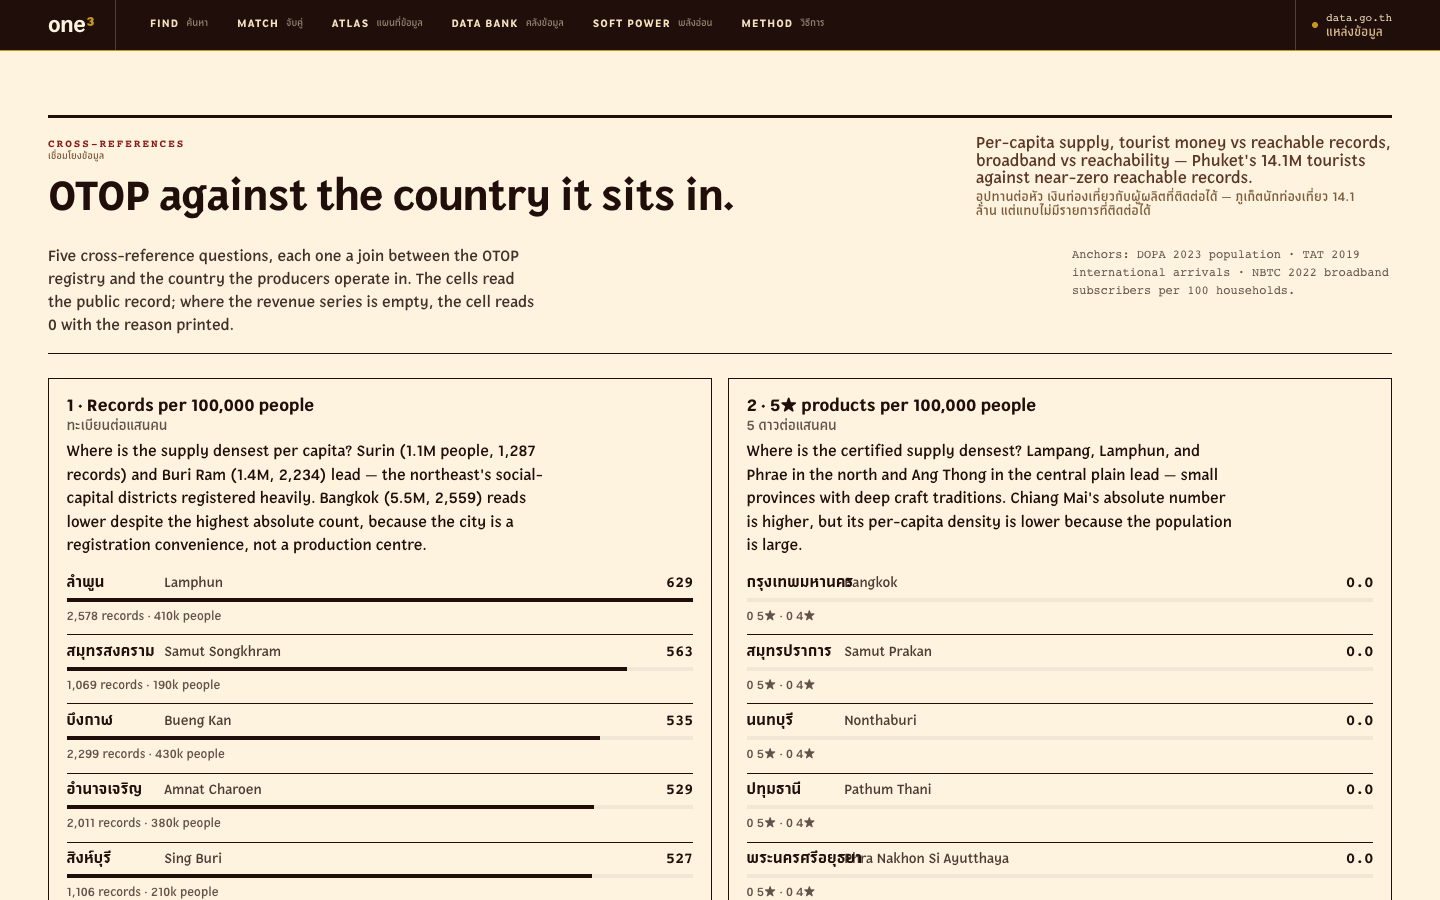 one³
FIND ค้นหา
MATCH จับคู่
ATLAS แผนที่ข้อมูล
DATA BANK คลังข้อมูล
SOFT POWER พลังอ่อน
METHOD วิธีการ
data.go.th
แหล่งข้อมูล
CROSS-REFERENCES
เชื่อมโยงข้อมูล
OTOP against the country it sits in.
Per-capita supply, tourist money vs reachable records,
broadband vs reachability — Phuket's 14.1M tourists
against near-zero reachable records.
อุปทานต่อหัว เงินท่องเที่ยวกับผู้ผลิตที่ติดต่อได้ — ภูเก็ตนักท่องเที่ยว 14.1
ล้าน แต่แทบไม่มีรายการที่ติดต่อได้
Five cross-reference questions, each one a join between the OTOP
registry and the country the producers operate in. The cells read
the public record; where the revenue series is empty, the cell reads
0 with the reason printed.
Anchors: DOPA 2023 population · TAT 2019
international arrivals · NBTC 2022 broadband
subscribers per 100 households.
1 · Records per 100,000 people
ทะเบียนต่อแสนคน
Where is the supply densest per capita? Surin (1.1M people, 1,287
records) and Buri Ram (1.4M, 2,234) lead — the northeast's social-
capital districts registered heavily. Bangkok (5.5M, 2,559) reads
lower despite the highest absolute count, because the city is a
registration convenience, not a production centre.
ลำพูน Lamphun 629
2,578 records · 410k people
สมุทรสงคราม Samut Songkhram 563
1,069 records · 190k people
บึงกาฬ Bueng Kan 535
2,299 records · 430k people
อำนาจเจริญ Amnat Charoen 529
2,011 records · 380k people
สิงห์บุรี Sing Buri 527
1,106 records · 210k people
2 · 5★ products per 100,000 people
5 ดาวต่อแสนคน
Where is the certified supply densest? Lampang, Lamphun, and
Phrae in the north and Ang Thong in the central plain lead — small
provinces with deep craft traditions. Chiang Mai's absolute number
is higher, but its per-capita density is lower because the population
is large.
กรุงเทพมหานคร Bangkok 0.0
0 5★ · 0 4★
สมุทรปราการ Samut Prakan 0.0
0 5★ · 0 4★
นนทบุรี Nonthaburi 0.0
0 5★ · 0 4★
ปทุมธานี Pathum Thani 0.0
0 5★ · 0 4★
พระนครศรีอยุธยา Phra Nakhon Si Ayutthaya 0.0
0 5★ · 0 4★